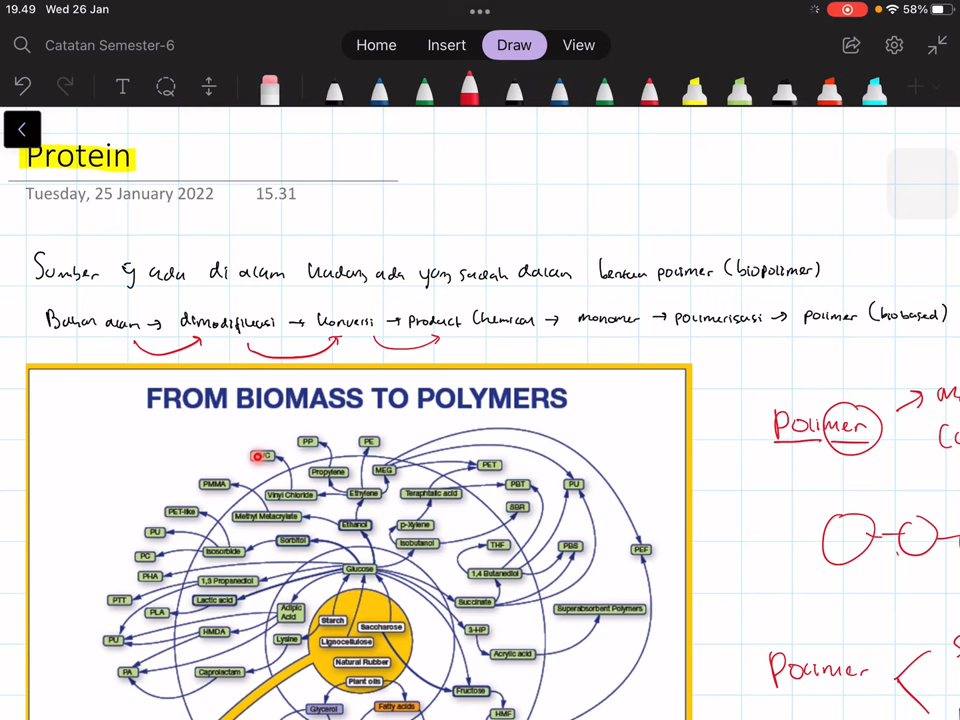 19.49 Wed 26 Jan
58%
Catatan Semester-6
Home Insert Draw View
Protein
Tuesday, 25 January 2022 15.31
Sumber yg ada di alam kadang ada yang sudah dalam bentuk polimer (biopolimer)
Bahan alam → dimodifikasi → konversi → product chemical → monomer → polimerisasi → polimer (biobased)
FROM BIOMASS TO POLYMERS
PP
PE
MEG
PET
Propylene
PMMA
Vinyl Chloride
Ethylene
Teraphtalic acid
PBT
PU
SBR
PET-like
Methyl Metacrylate
Ethanol
p-Xylene
PU
Sorbitol
Isobutanol
THF
PBS
PEF
PC
Isosorbide
Glucose
PHA
1,3 Propanediol
1,4 Butanediol
PTT
Lactic acid
Succinate
PLA
Adipic Acid
Superabsorbent Polymers
Starch
Saccharose
3-HP
PU
HMDA
Lysine
Lignocellulose
Acrylic acid
Natural Rubber
PA
Caprolactam
Plant oils
Fructose
Glycerol
Fatty acids
HMF
Polimer
Polimer